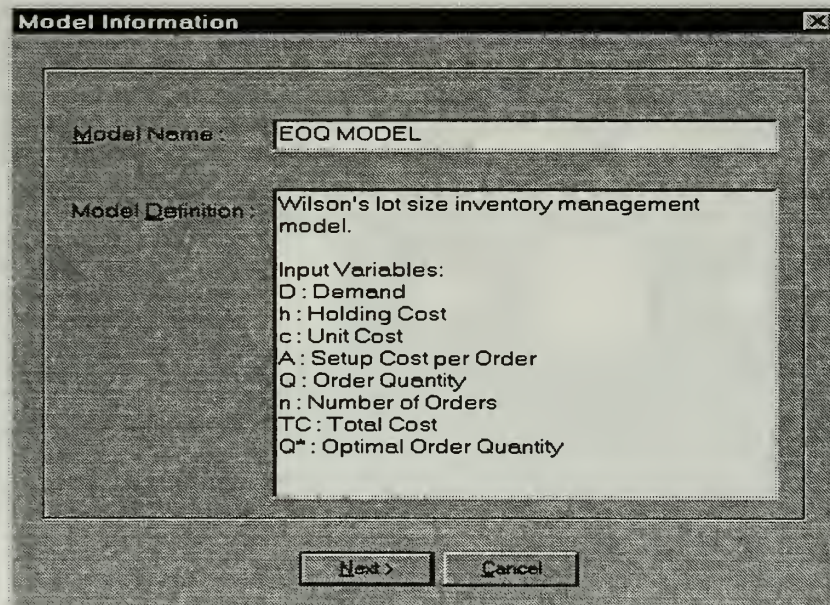 Model Information
Model Name :
EOQ MODEL
Model Definition :
Wilson's lot size inventory management
model.
Input Variables:
D : Demand
h : Holding Cost
c : Unit Cost
A : Setup Cost per Order
Q : Order Quantity
n : Number of Orders
TC : Total Cost
Q* : Optimal Order Quantity
Next >
Cancel